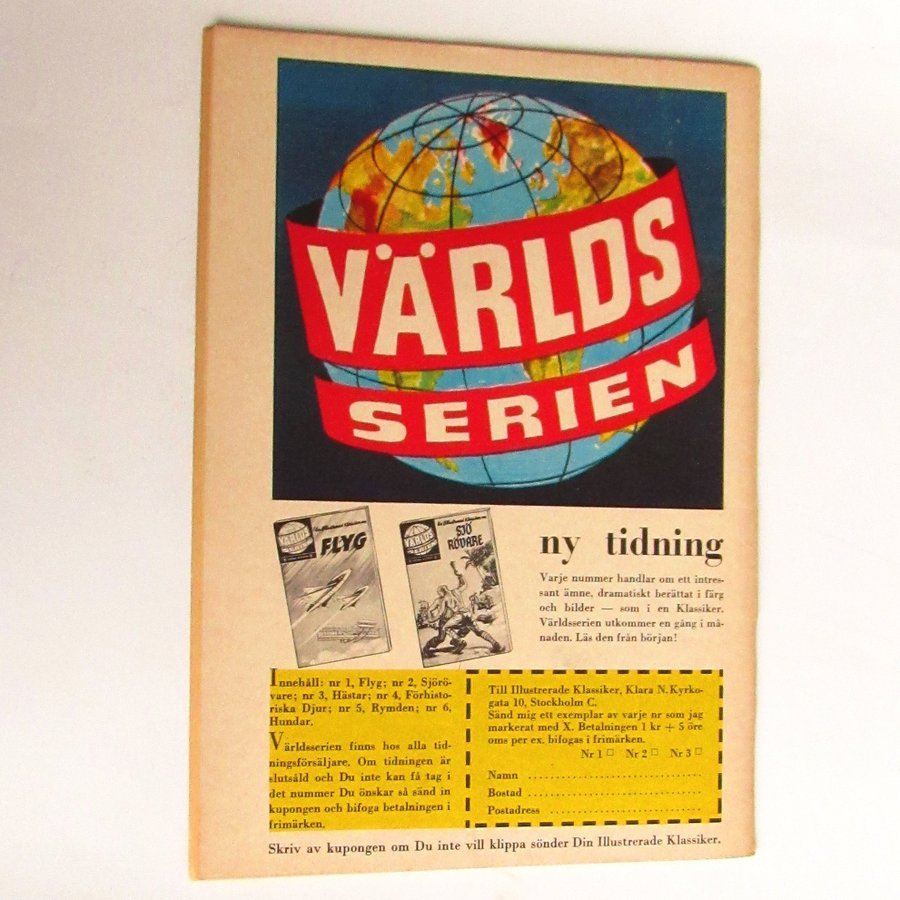 VÄRLDS
SERIEN
VÄRLDS
FLYG
VÄRLDS
SJÖ
RÖVARE
ny tidning
Varje nummer handlar om ett intres-
sant ämne, dramatiskt berättat i färg
och bilder — som i en Klassiker.
Världsserien utkommer en gång i må-
naden. Läs den från början!
Innehåll: nr 1, Flyg; nr 2, Sjörö-
vare; nr 3, Hästar; nr 4, Förhisto-
riska Djur; nr 5, Rymden; nr 6,
Hundar.
Världsserien finns hos alla tid-
ningsförsäljare. Om tidningen är
slutsåld och Du inte kan få tag i
det nummer Du önskar så sänd in
kupongen och bifoga betalningen i
frimärken.
Till Illustrerade Klassiker, Klara N. Kyrko-
gata 10, Stockholm C.
Sänd mig ett exemplar av varje nr som jag
markerat med X. Betalningen 1 kr + 5 öre
oms per ex. bifogas i frimärken.
Nr 1 □ Nr 2 □ Nr 3 □
Namn
Bostad
Postadress
Skriv av kupongen om Du inte vill klippa sönder Din Illustrerade Klassiker.